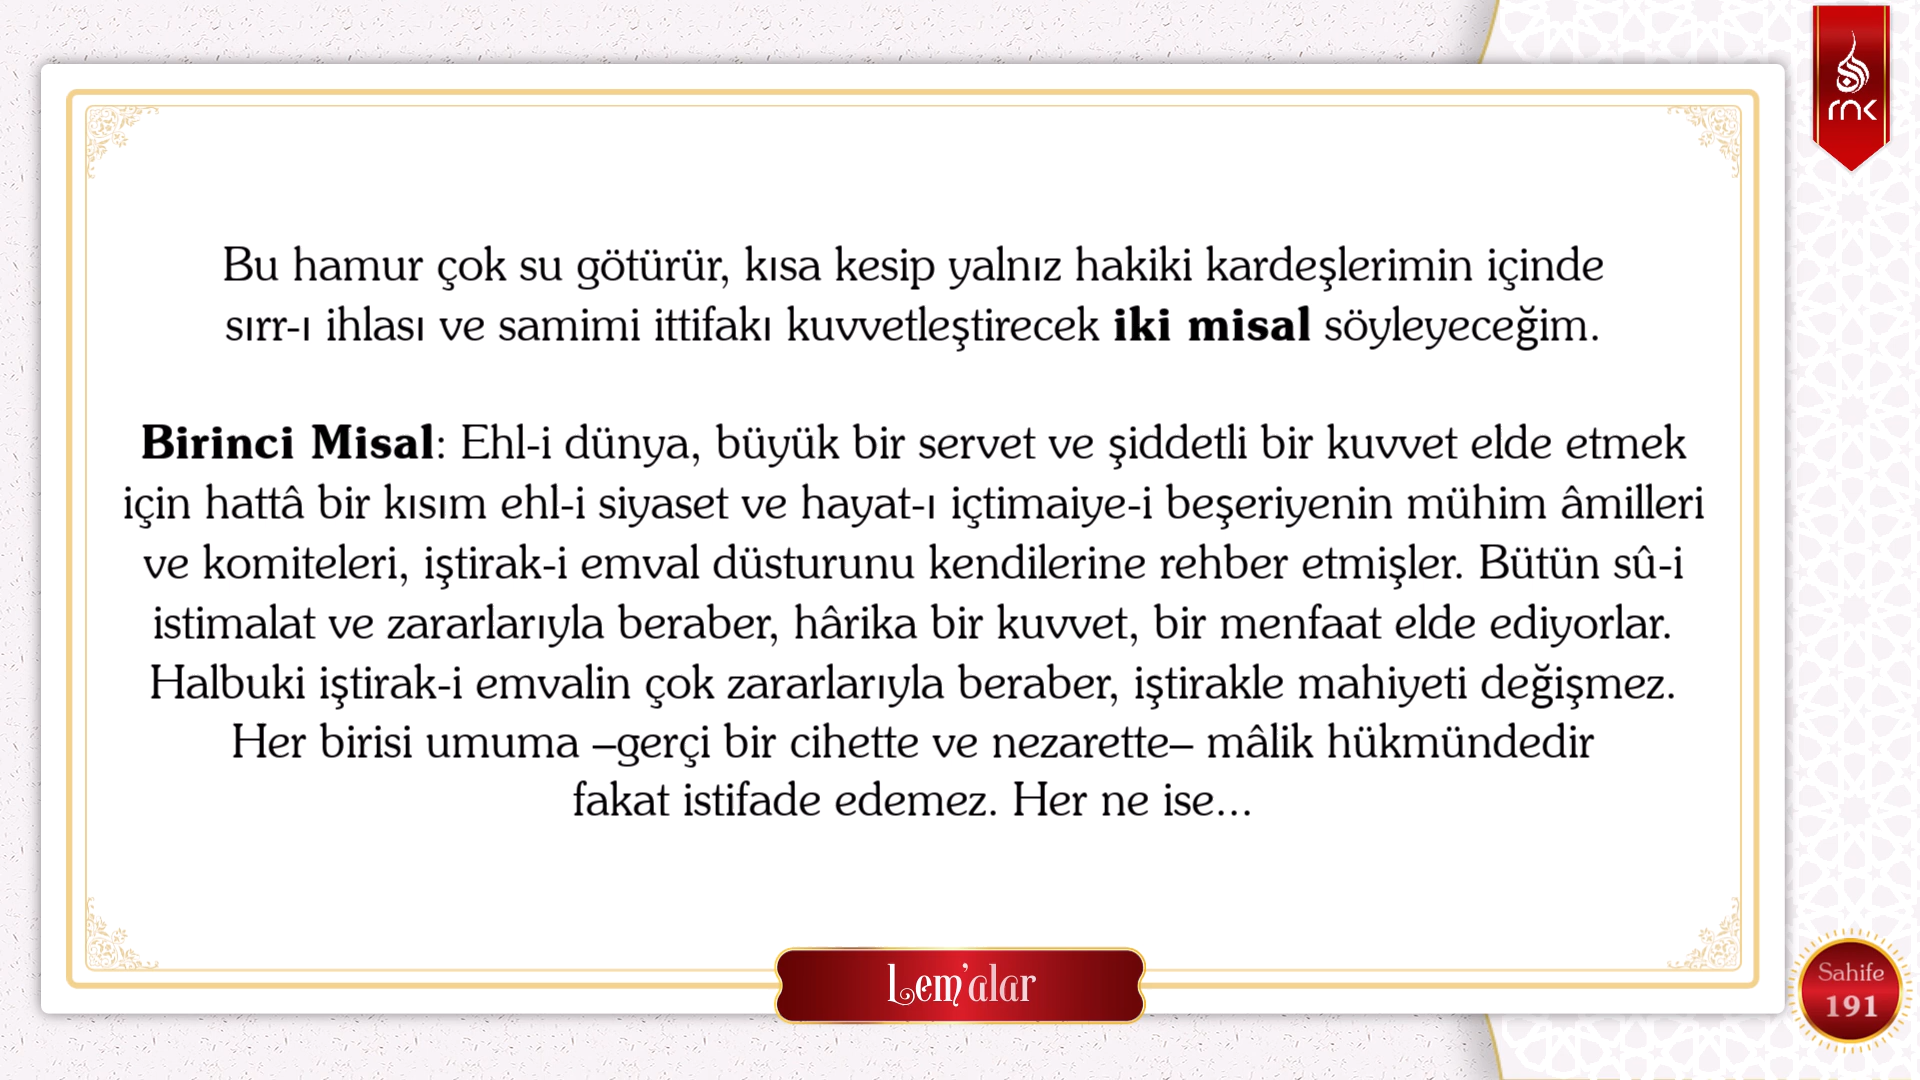 rnk
Bu hamur çok su götürür, kısa kesip yalnız hakiki kardeşlerimin içinde
sırr-ı ihlası ve samimi ittifakı kuvvetleştirecek iki misal söyleyeceğim.
Birinci Misal: Ehl-i dünya, büyük bir servet ve şiddetli bir kuvvet elde etmek
için hattâ bir kısım ehl-i siyaset ve hayat-ı içtimaiye-i beşeriyenin mühim âmilleri
ve komiteleri, iştirak-i emval düsturunu kendilerine rehber etmişler. Bütün sû-i
istimalat ve zararlarıyla beraber, hârika bir kuvvet, bir menfaat elde ediyorlar.
Halbuki iştirak-i emvalin çok zararlarıyla beraber, iştirakle mahiyeti değişmez.
Her birisi umuma –gerçi bir cihette ve nezarette– mâlik hükmündedir
fakat istifade edemez. Her ne ise...
Lem'alar
Sahife
191